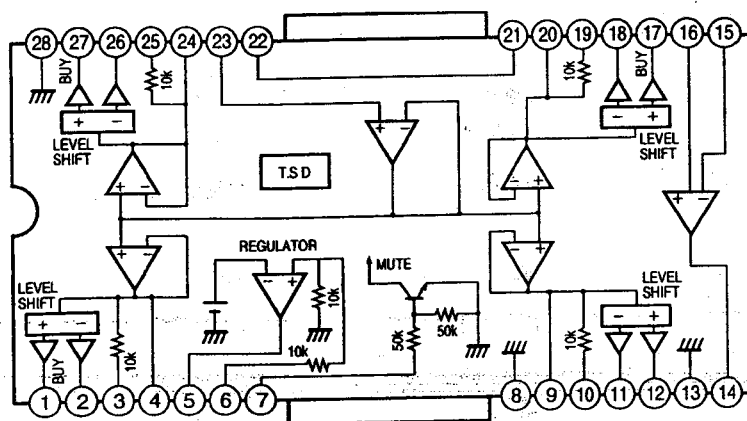 28 27 26 25 24 23 22 21 20 19 18 17 16 15
BUY
10k
10k
BUY
+ −
− +
LEVEL
SHIFT
LEVEL
SHIFT
+ −
T.S.D
+ −
− +
+ −
+ −
− +
REGULATOR
− +
MUTE
LEVEL
SHIFT
LEVEL
SHIFT
+ −
− +
BUY
10k
10k
10k
50k
50k
10k
1 2 3 4 5 6 7 8 9 10 11 12 13 14